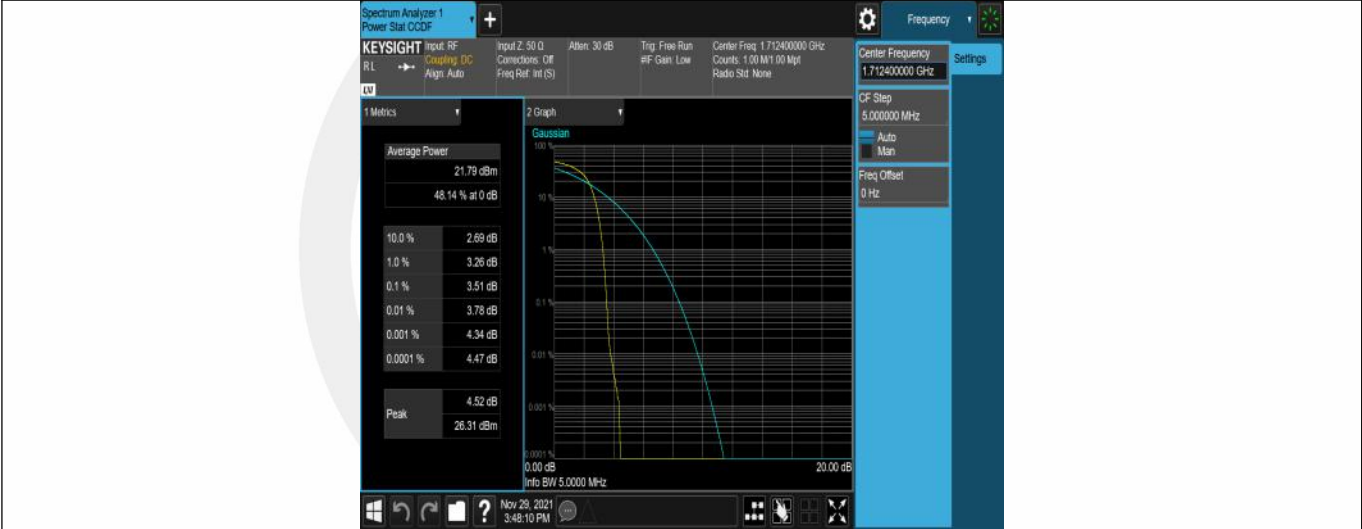 Spectrum Analyzer 1
Power Stat CCDF
+
Frequency
KEYSIGHT
RL
Input: RF
Coupling: DC
Align: Auto
Input Z: 50 Ω
Corrections: Off
Freq Ref: Int (S)
Atten: 30 dB
Trig: Free Run
#IF Gain: Low
Center Freq: 1.712400000 GHz
Counts: 1.00 M/1.00 Mpt
Radio Std: None
Center Frequency
1.712400000 GHz
Settings
CF Step
5.000000 MHz
Auto
Man
Freq Offset
0 Hz
1 Metrics
Average Power
21.79 dBm
48.14 % at 0 dB
10.0 % 2.69 dB
1.0 % 3.26 dB
0.1 % 3.51 dB
0.01 % 3.78 dB
0.001 % 4.34 dB
0.0001 % 4.47 dB
Peak
4.52 dB
26.31 dBm
2 Graph
Gaussian
100 %
10 %
1 %
0.1 %
0.01 %
0.001 %
0.0001 %
0.00 dB 20.00 dB
Info BW 5.0000 MHz
?
Nov 29, 2021
3:48:10 PM